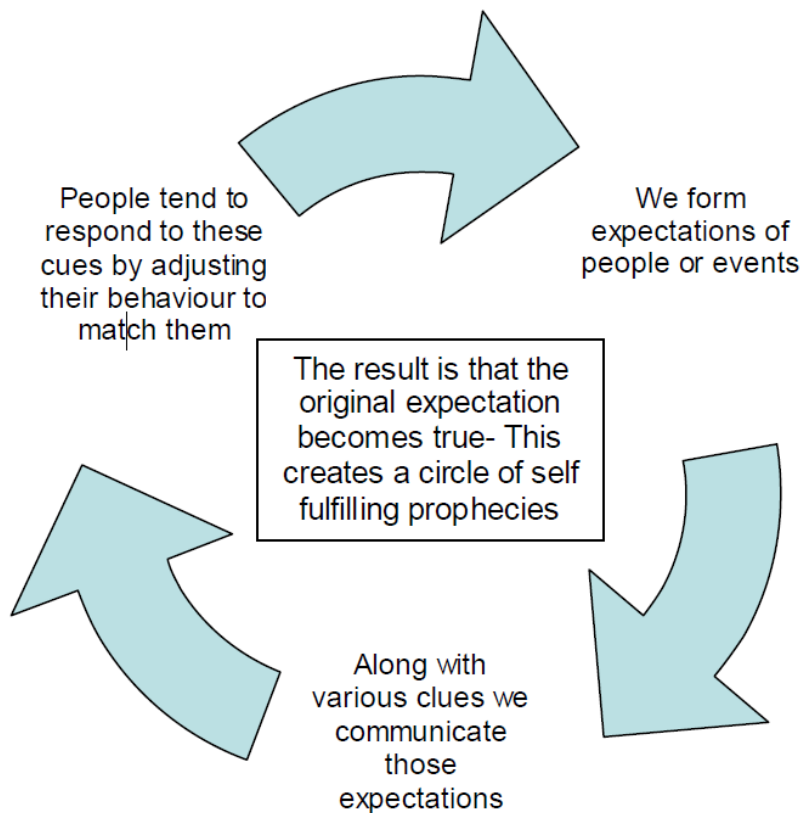 People tend to
respond to these
cues by adjusting
their behaviour to
match them
We form
expectations of
people or events
The result is that the
original expectation
becomes true- This
creates a circle of self
fulfilling prophecies
Along with
various clues we
communicate
those
expectations